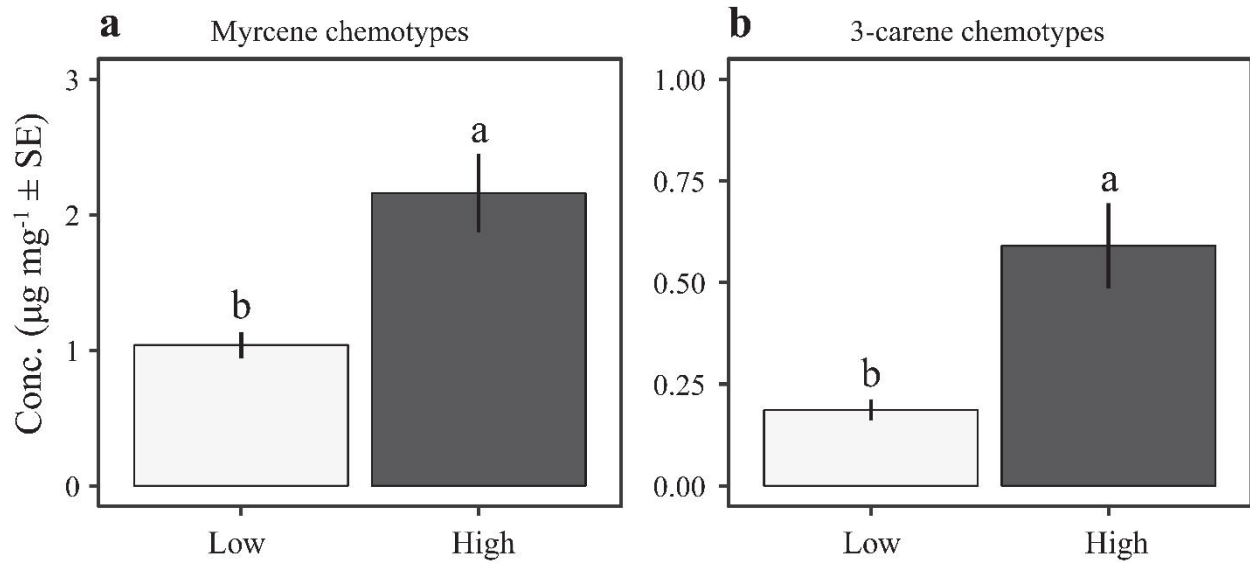 a Myrcene chemotypes
Conc. (µg mg⁻¹ ± SE)
3
2
1
0
b
a
Low High
b 3-carene chemotypes
1.00
0.75
0.50
0.25
0.00
b
a
Low High